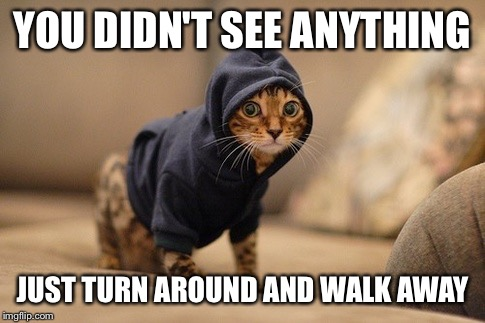 YOU DIDN'T SEE ANYTHING
JUST TURN AROUND AND WALK AWAY
imgflip.com